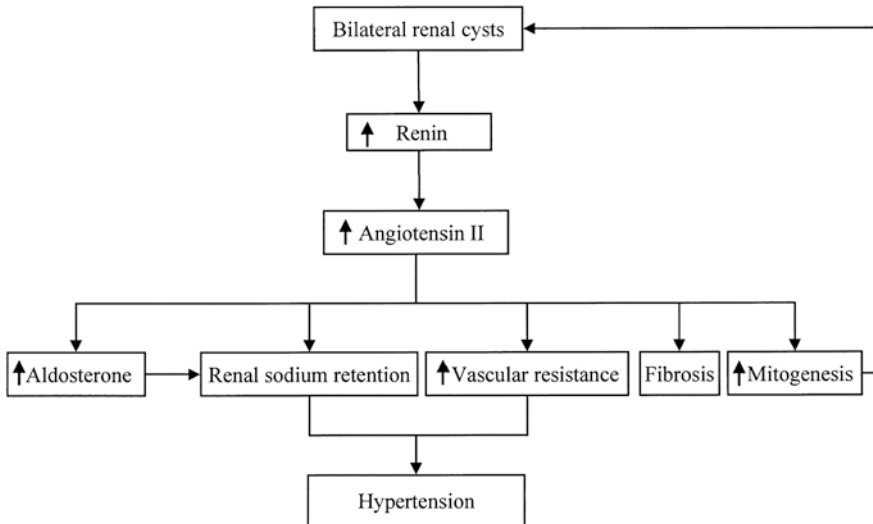 Bilateral renal cysts
Renin
Angiotensin II
Aldosterone
Renal sodium retention
Vascular resistance
Fibrosis
Mitogenesis
Hypertension